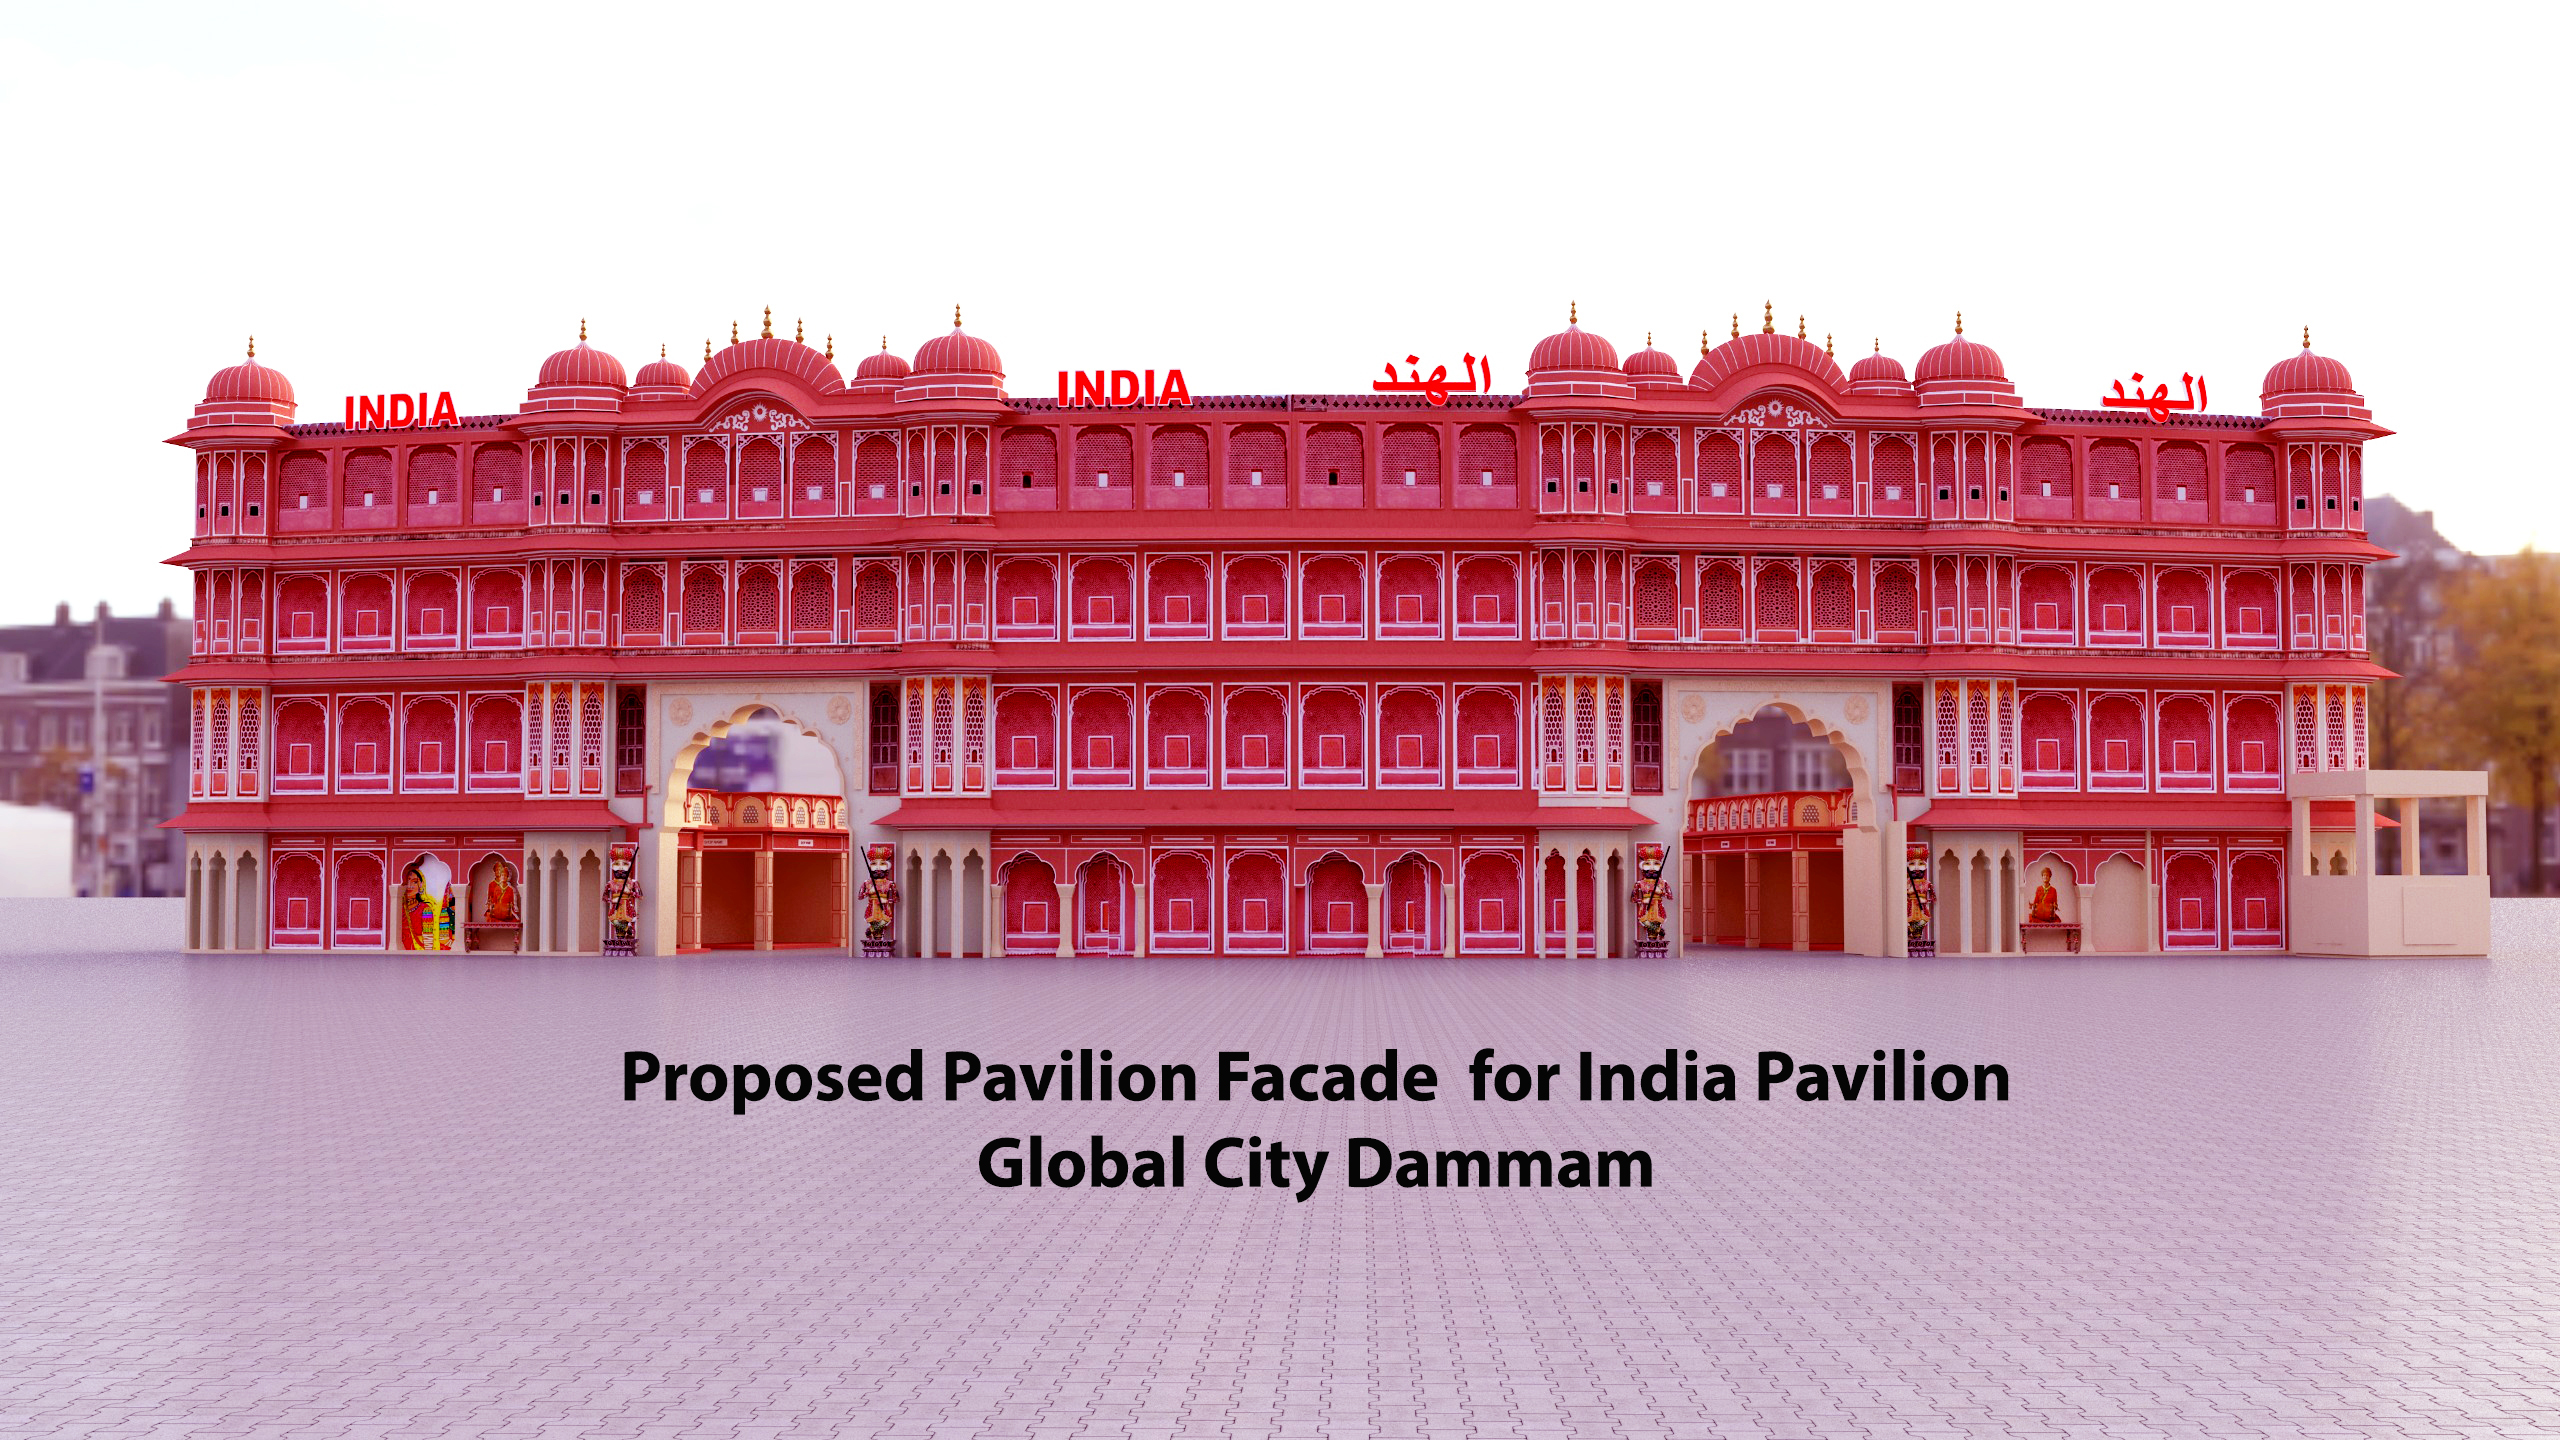 INDIA
INDIA
الهند
الهند
Proposed Pavilion Facade  for India Pavilion
Global City Dammam